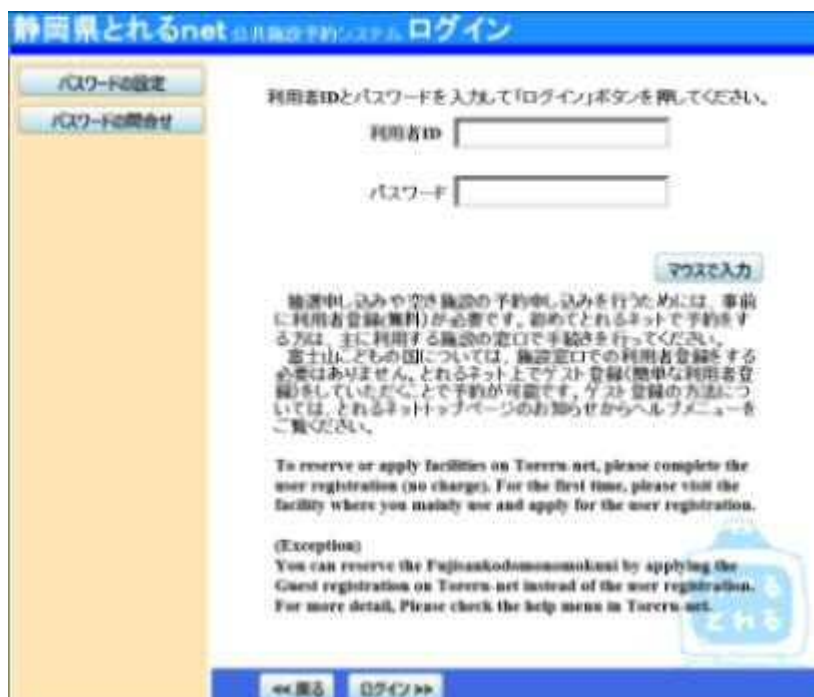 静岡県とれるnet 公共施設予約システム ログイン
パスワードの設定
パスワードの問合せ
利用者IDとパスワードを入力して「ログイン」ボタンを押してください。
利用者ID
パスワード
マウスで入力
抽選申し込みや空き施設の予約申し込みを行うためには、事前
に利用者登録(無料)が必要です。初めてとれるネットで予約をす
る方は、主に利用する施設の窓口で手続きを行ってください。
富士山こどもの国については、施設窓口での利用者登録をする
必要はありません。とれるネット上でゲスト登録(簡単な利用者登
録)をしていただくことで予約が可能です。ゲスト登録の方法につ
いては、とれるネットトップページのお知らせからヘルプメニューを
ご覧ください。
To reserve or apply facilities on Toreru-net, please complete the
user registration (no charge). For the first time, please visit the
facility where you mainly use and apply for the user registration.
(Exception)
You can reserve the Fujisankodomonomokuni by applying the
Guest registration on Toreru-net instead of the user registration.
For more detail, Please check the help menu in Toreru-net.
る
とれる
<<戻る
ログイン>>